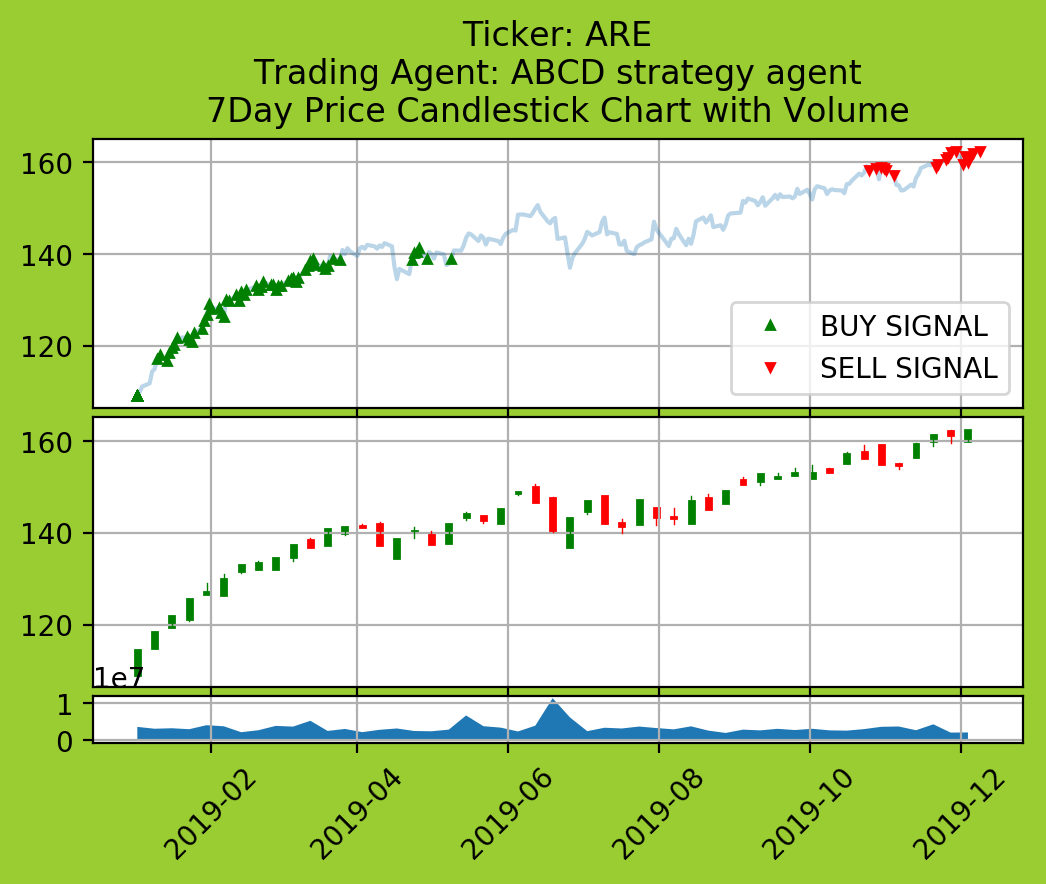 Ticker: ARE
Trading Agent: ABCD strategy agent
7Day Price Candlestick Chart with Volume
160
140
120
BUY SIGNAL
SELL SIGNAL
160
140
120
1e7
1
0
2019-02
2019-04
2019-06
2019-08
2019-10
2019-12